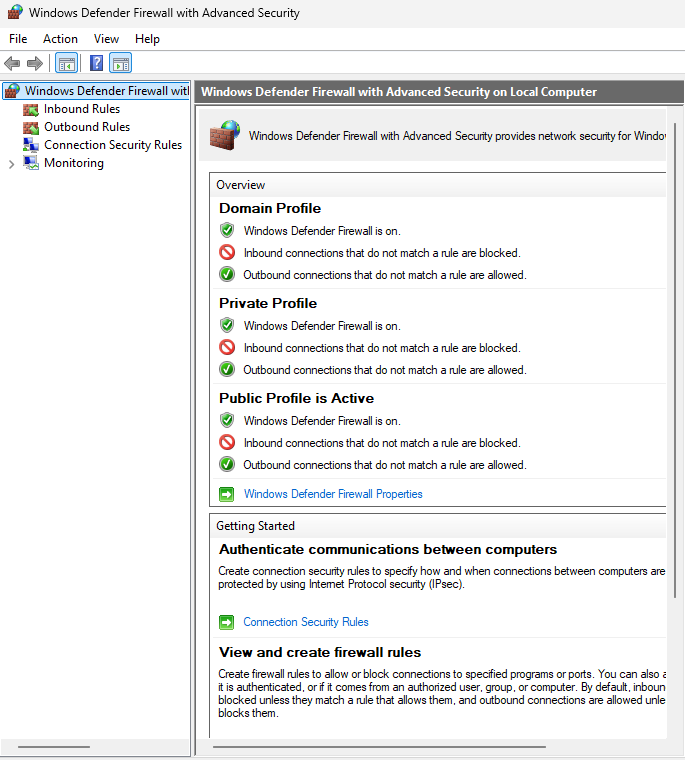 Windows Defender Firewall with Advanced Security
File Action View Help
Windows Defender Firewall with
Inbound Rules
Outbound Rules
Connection Security Rules
Monitoring
Windows Defender Firewall with Advanced Security on Local Computer
Windows Defender Firewall with Advanced Security provides network security for Windo
Overview
Domain Profile
Windows Defender Firewall is on.
Inbound connections that do not match a rule are blocked.
Outbound connections that do not match a rule are allowed.
Private Profile
Windows Defender Firewall is on.
Inbound connections that do not match a rule are blocked.
Outbound connections that do not match a rule are allowed.
Public Profile is Active
Windows Defender Firewall is on.
Inbound connections that do not match a rule are blocked.
Outbound connections that do not match a rule are allowed.
Windows Defender Firewall Properties
Getting Started
Authenticate communications between computers
Create connection security rules to specify how and when connections between computers are
protected by using Internet Protocol security (IPsec).
Connection Security Rules
View and create firewall rules
Create firewall rules to allow or block connections to specified programs or ports. You can also a
it is authenticated, or if it comes from an authorized user, group, or computer. By default, inboun
blocked unless they match a rule that allows them, and outbound connections are allowed unle
blocks them.